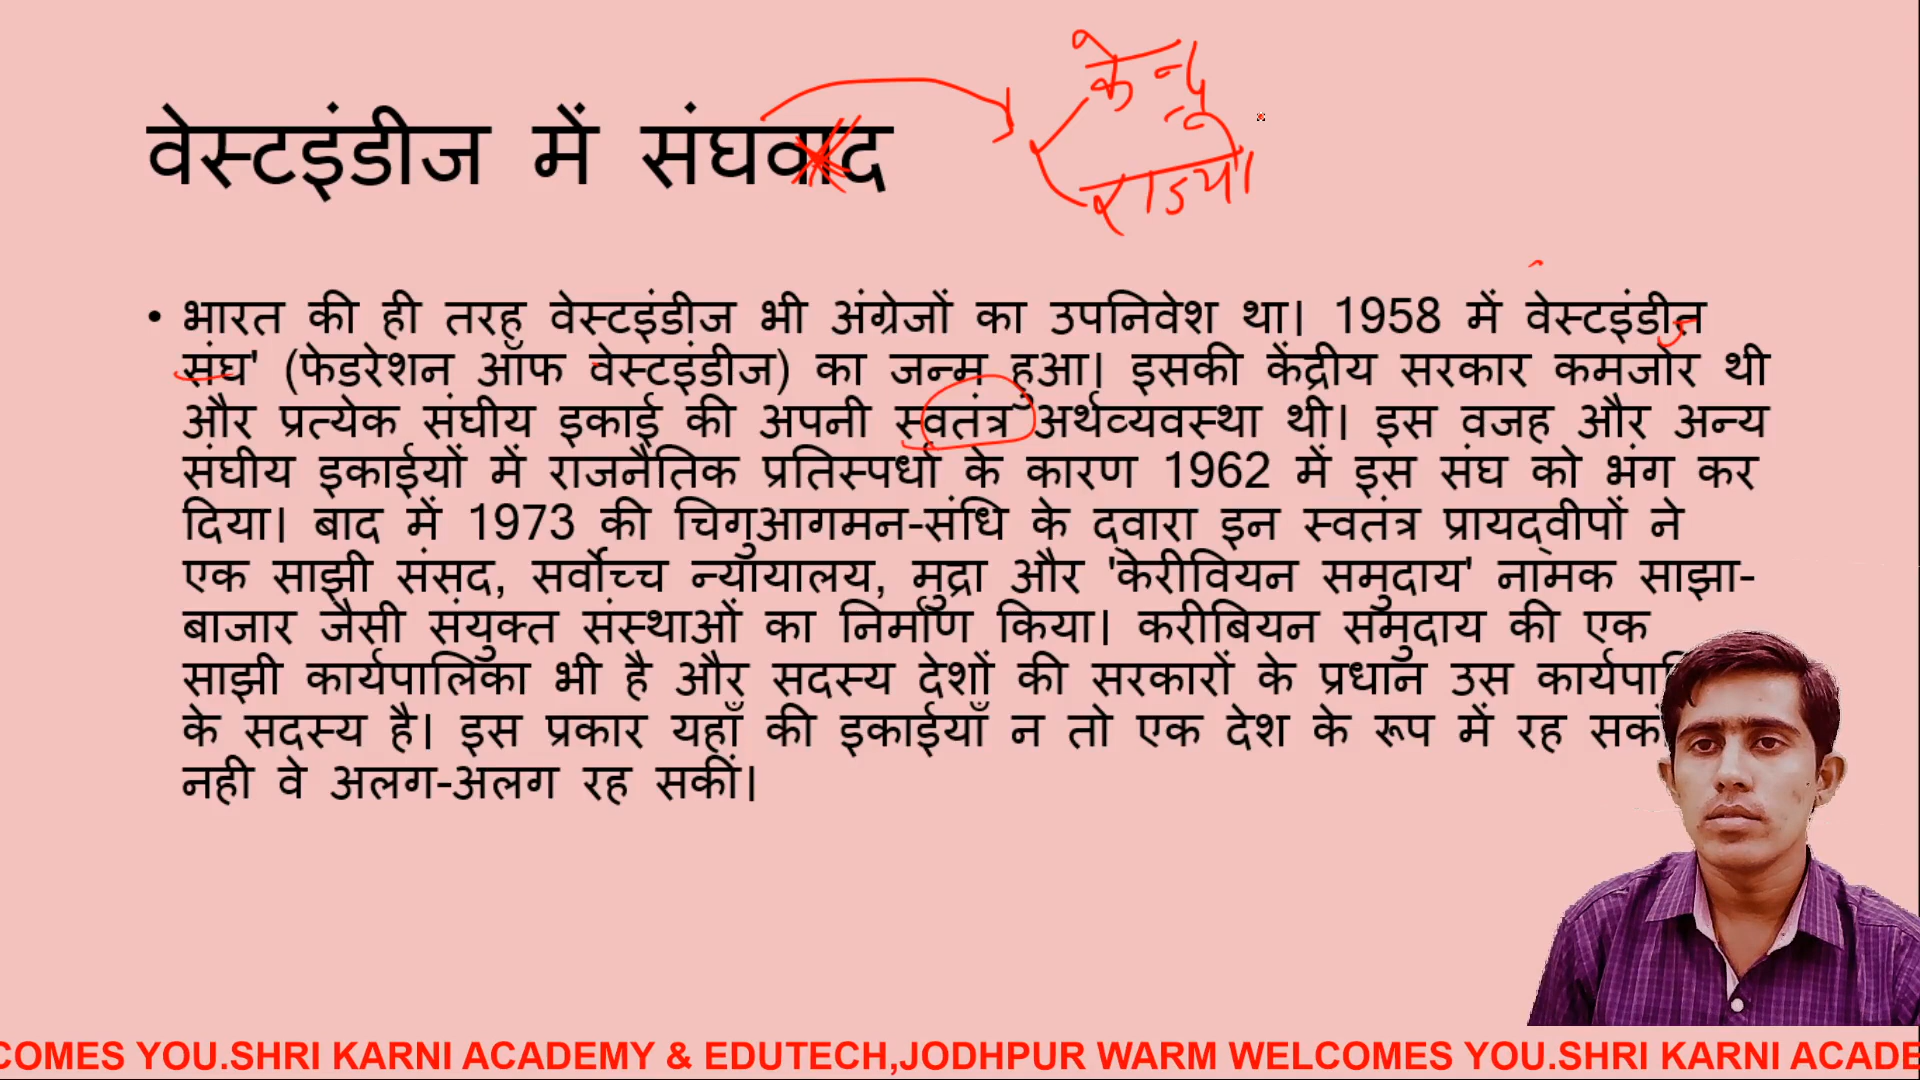 केन्द्र
वेस्टइंडीज में संघवाद
राज्य
• भारत की ही तरह वेस्टइंडीज भी अंग्रेजों का उपनिवेश था। 1958 में वेस्टइंडीन
संघ' (फेडरेशन ऑफ वेस्टइंडीज) का जन्म हुआ। इसकी केंद्रीय सरकार कमजोर थी
और प्रत्येक संघीय इकाई की अपनी स्वतंत्र अर्थव्यवस्था थी। इस वजह और अन्य
संघीय इकाईयों में राजनैतिक प्रतिस्पर्धा के कारण 1962 में इस संघ को भंग कर
दिया। बाद में 1973 की चिगुआगमन-संधि के द्वारा इन स्वतंत्र प्रायद्वीपों ने
एक साझी संसद, सर्वोच्च न्यायालय, मुद्रा और 'केरीवियन समुदाय' नामक साझा-
बाजार जैसी संयुक्त संस्थाओं का निर्माण किया। करीबियन समुदाय की एक
साझी कार्यपालिका भी है और सदस्य देशों की सरकारों के प्रधान उस
के सदस्य है। इस प्रकार यहाँ की इकाईयाँ न तो एक देश के रूप में रह
नही वे अलग-अलग रह सकीं।
COMES YOU.SHRI KARNI ACADEMY & EDUTECH,JODHPUR WARM WELCOMES YOU.SHRI KARNI ACADE